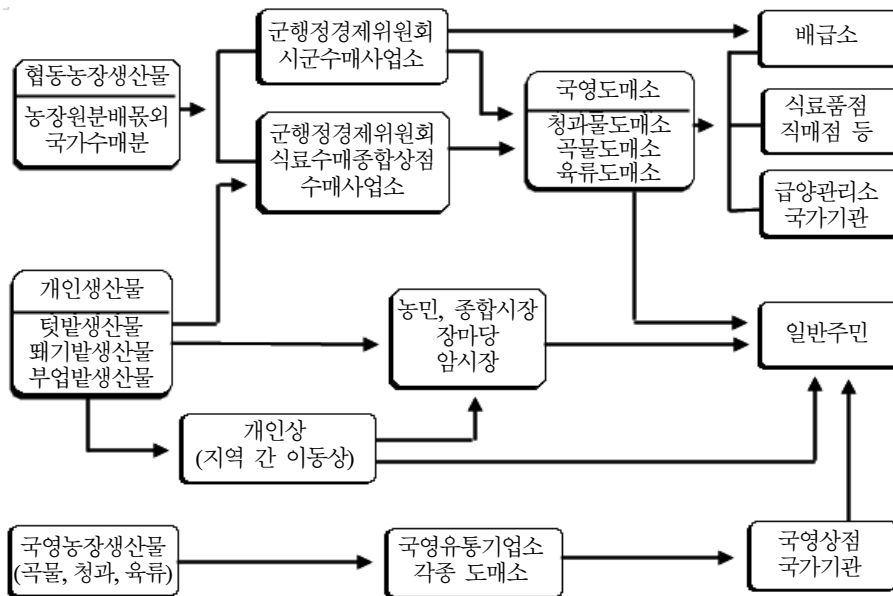 군행정경제위원회
시군수매사업소
배급소
협동농장생산물
농장원분배몫외
국가수매분
국영도매소
청과물도매소
곡물도매소
육류도매소
식료품점
직매점 등
군행정경제위원회
식료수매종합상점
수매사업소
급양관리소
국가기관
개인생산물
텃밭생산물
뙈기밭생산물
부업밭생산물
농민, 종합시장
장마당
암시장
일반주민
개인상
(지역 간 이동상)
국영농장생산물
(곡물, 청과, 육류)
국영유통기업소
각종 도매소
국영상점
국가기관